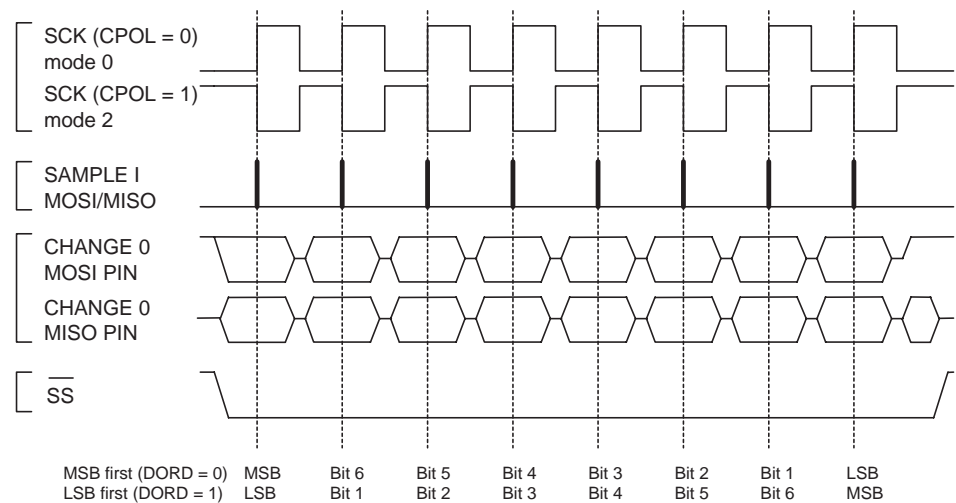 SCK (CPOL = 0)
mode 0
SCK (CPOL = 1)
mode 2
SAMPLE I
MOSI/MISO
CHANGE 0
MOSI PIN
CHANGE 0
MISO PIN
SS
MSB first (DORD = 0) MSB Bit 6 Bit 5 Bit 4 Bit 3 Bit 2 Bit 1 LSB
LSB first (DORD = 1) LSB Bit 1 Bit 2 Bit 3 Bit 4 Bit 5 Bit 6 MSB